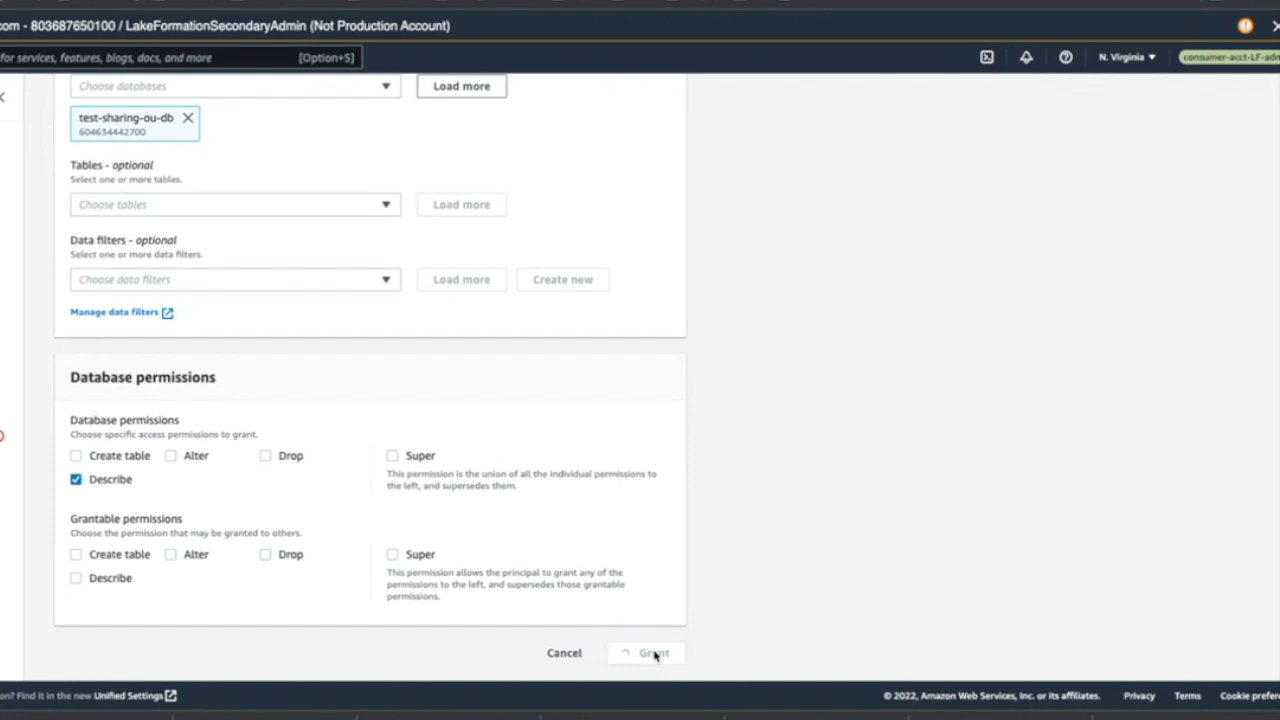 com - 803687650100 / LakeFormationSecondaryAdmin (Not Production Account)
for services, features, blogs, docs, and more [Option+S] N. Virginia consumer-acct-LF-adm
Choose databases Load more
test-sharing-ou-db
604634442700
Tables - optional
Select one or more tables.
Choose tables Load more
Data filters - optional
Select one or more data filters.
Choose data filters Load more Create new
Manage data filters
Database permissions
Database permissions
Choose specific access permissions to grant.
Create table Alter Drop Super
This permission is the union of all the individual permissions to
the left, and supersedes them.
Describe
Grantable permissions
Choose the permission that may be granted to others.
Create table Alter Drop Super
This permission allows the principal to grant any of the
permissions to the left, and supersedes those grantable
permissions.
Describe
Cancel Grant
on? Find it in the new Unified Settings © 2022, Amazon Web Services, Inc. or its affiliates. Privacy Terms Cookie prefer